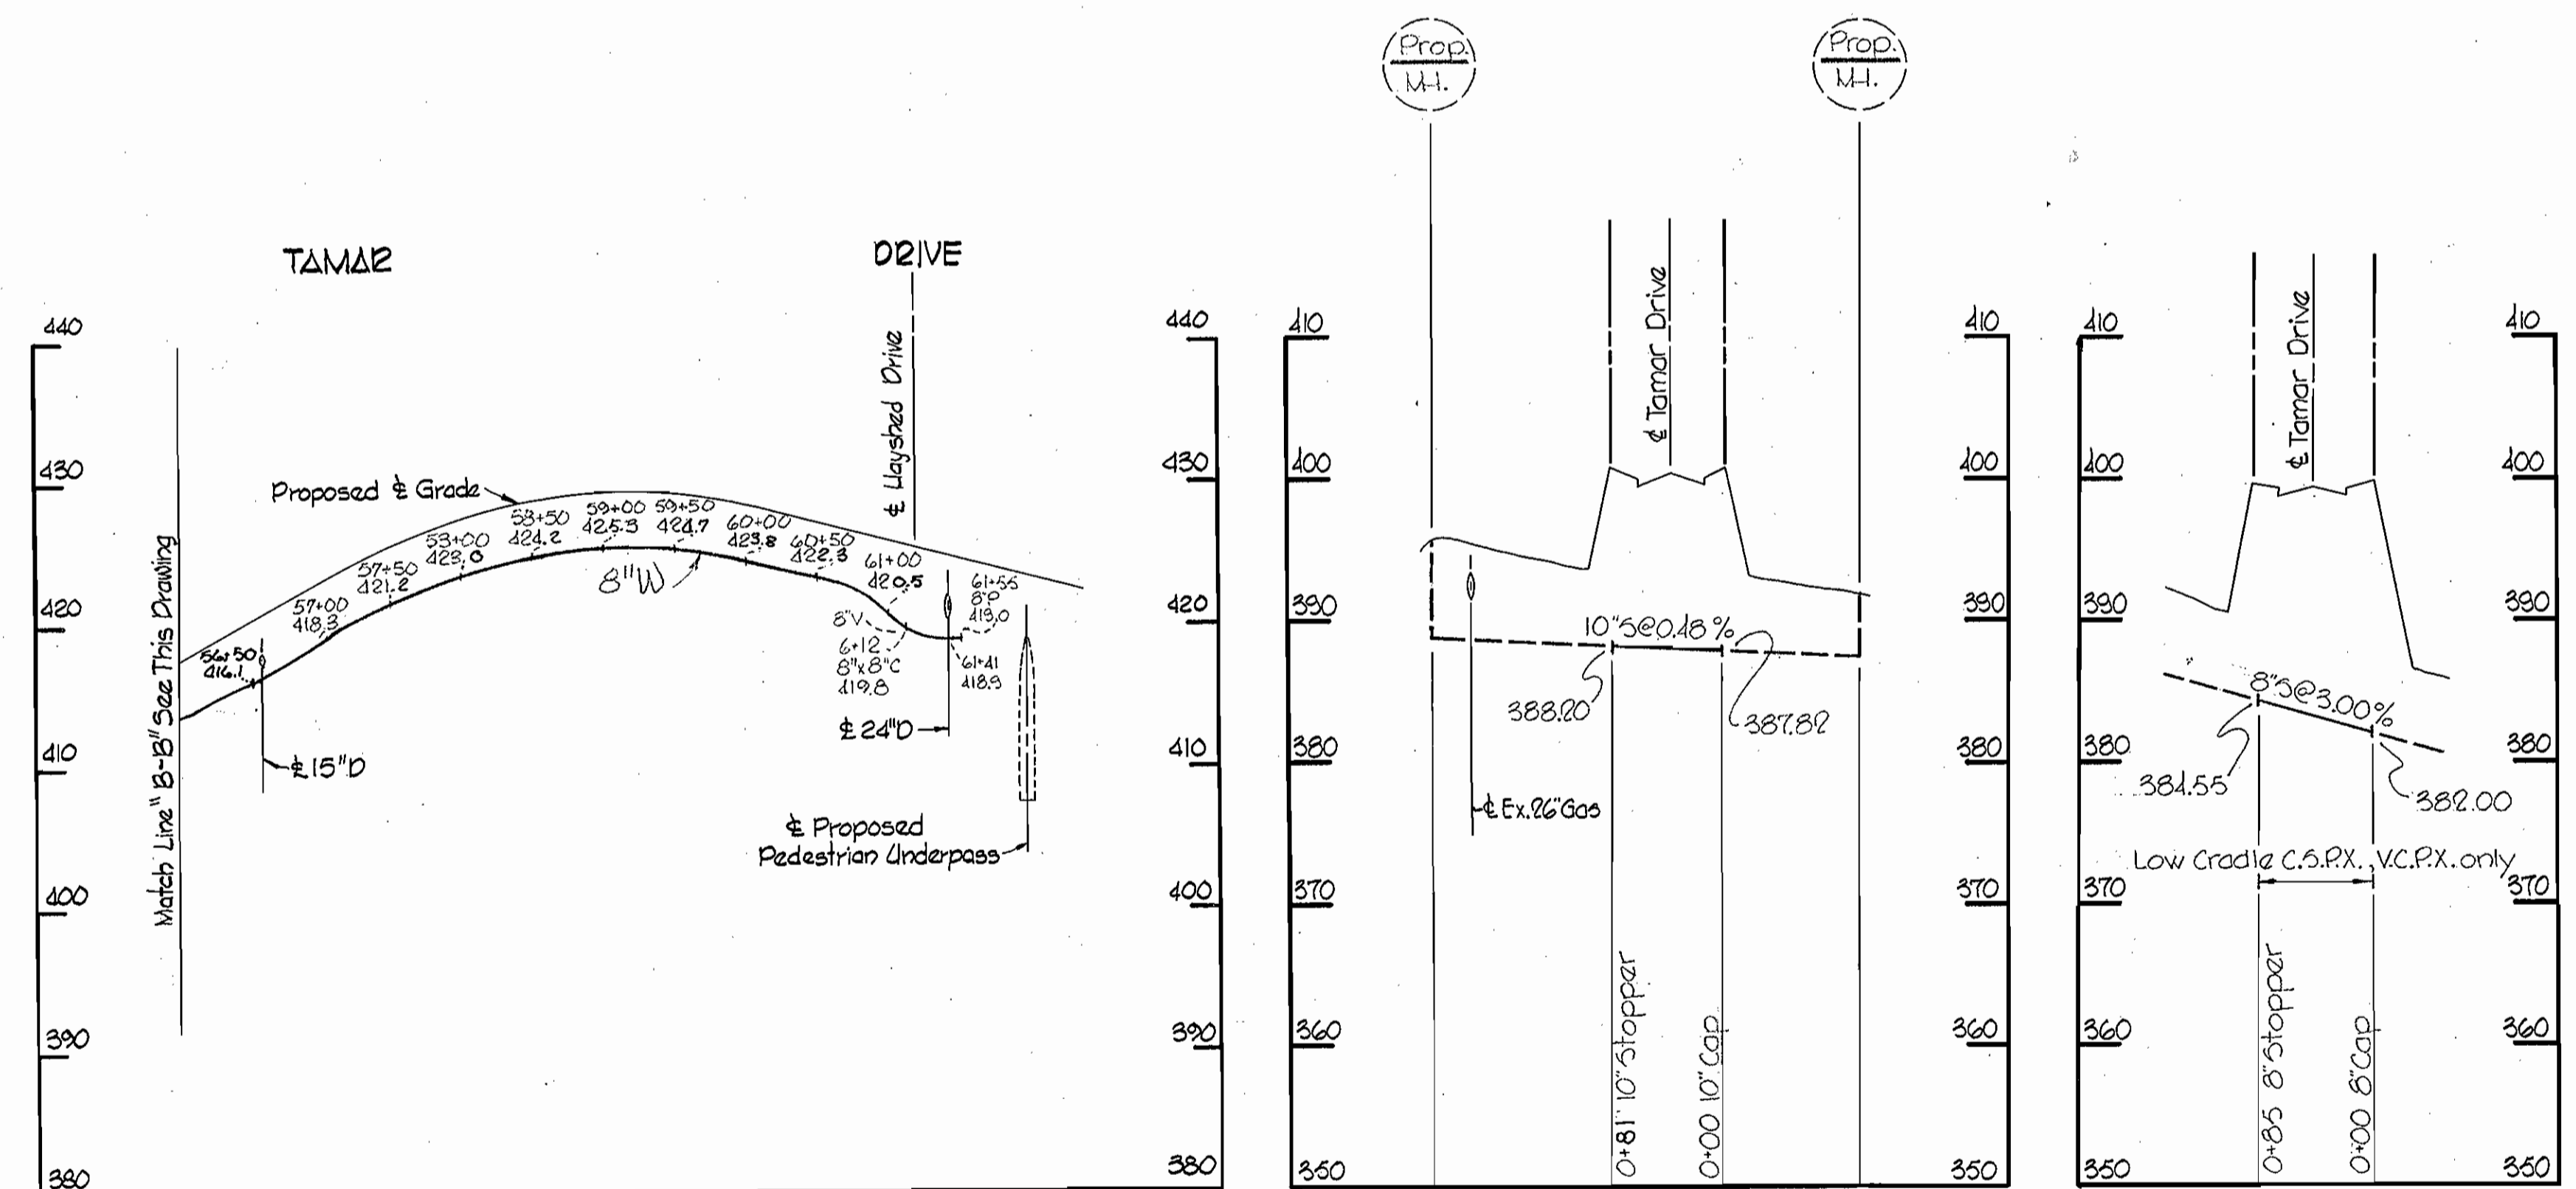 TAMAR DRIVE
440
430
420
410
400
390
380
Match Line "B-B" See This Drawing
Proposed ℄ Grade
56+50
416.1
57+00
418.3
57+50
421.2
58+00
423.0
58+50
424.2
59+00
425.3
59+50
424.7
60+00
423.8
60+50
422.3
61+00
420.5
8"W
8"V
6+12
8"x8"C
419.8
61+41
418.9
61+55
8"P
419.0
℄ Hayshed Drive
℄ 15"D
℄ 24"D
℄ Proposed
Pedestrian Underpass
440
430
420
410
400
390
380
Prop.
M.H.
Prop.
M.H.
410
400
390
380
370
360
350
℄ Tamar Drive
10"S@0.48%
388.20
387.82
℄ Ex. 26" Gas
0+81 10" Stopper
0+00 10" Cap
410
400
390
380
370
360
350
410
400
390
380
370
360
350
℄ Tamar Drive
8"S@3.00%
384.55
382.00
Low Cradle C.S.P.X., V.C.P.X. only
0+85 8" Stopper
0+00 8" Cap
410
400
390
380
370
360
350